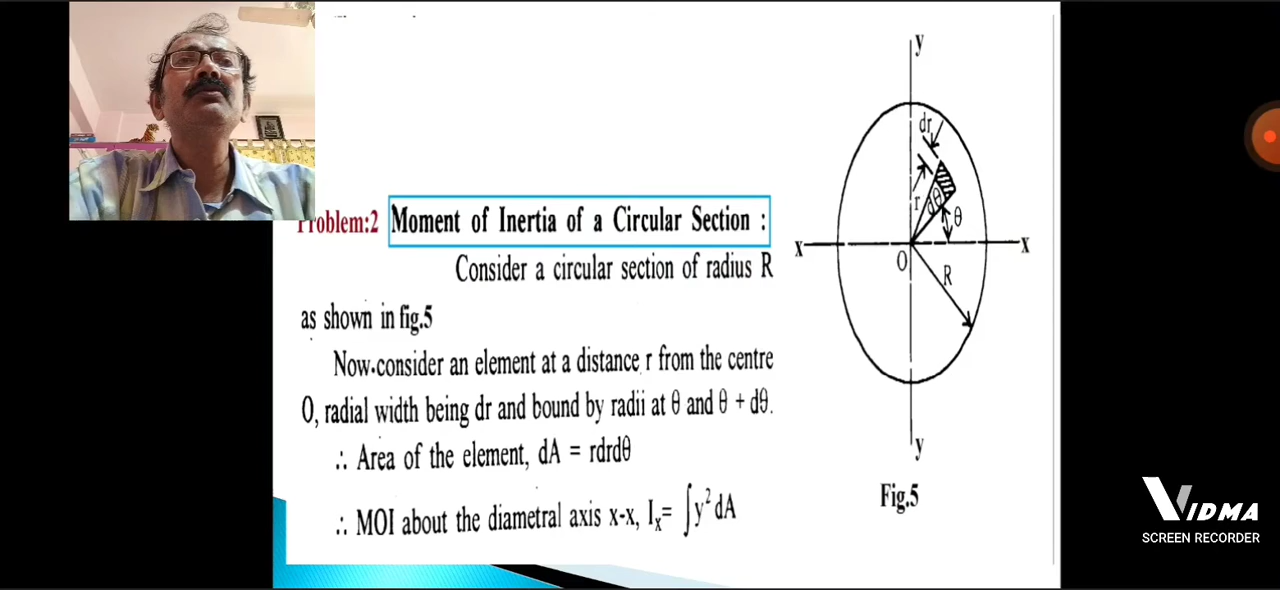 Problem:2 Moment of Inertia of a Circular Section :
Consider a circular section of radius R
as shown in fig.5
Now consider an element at a distance r from the centre
O, radial width being dr and bound by radii at θ and θ + dθ.
∴ Area of the element, dA = rdrdθ
∴ MOI about the diametral axis x-x, Iₓ= ∫y²dA
y
dr
r
dθ
θ
x
x
O
R
y
Fig.5
VIDMA
SCREEN RECORDER